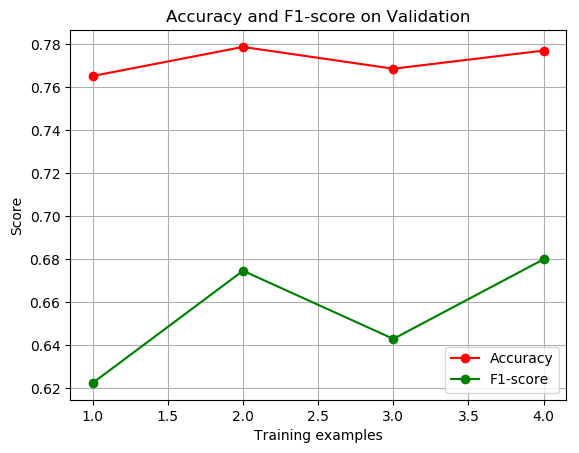 Accuracy and F1-score on Validation
0.78
0.76
0.74
0.72
0.70
0.68
0.66
0.64
0.62
Score
Accuracy
F1-score
1.0 1.5 2.0 2.5 3.0 3.5 4.0
Training examples